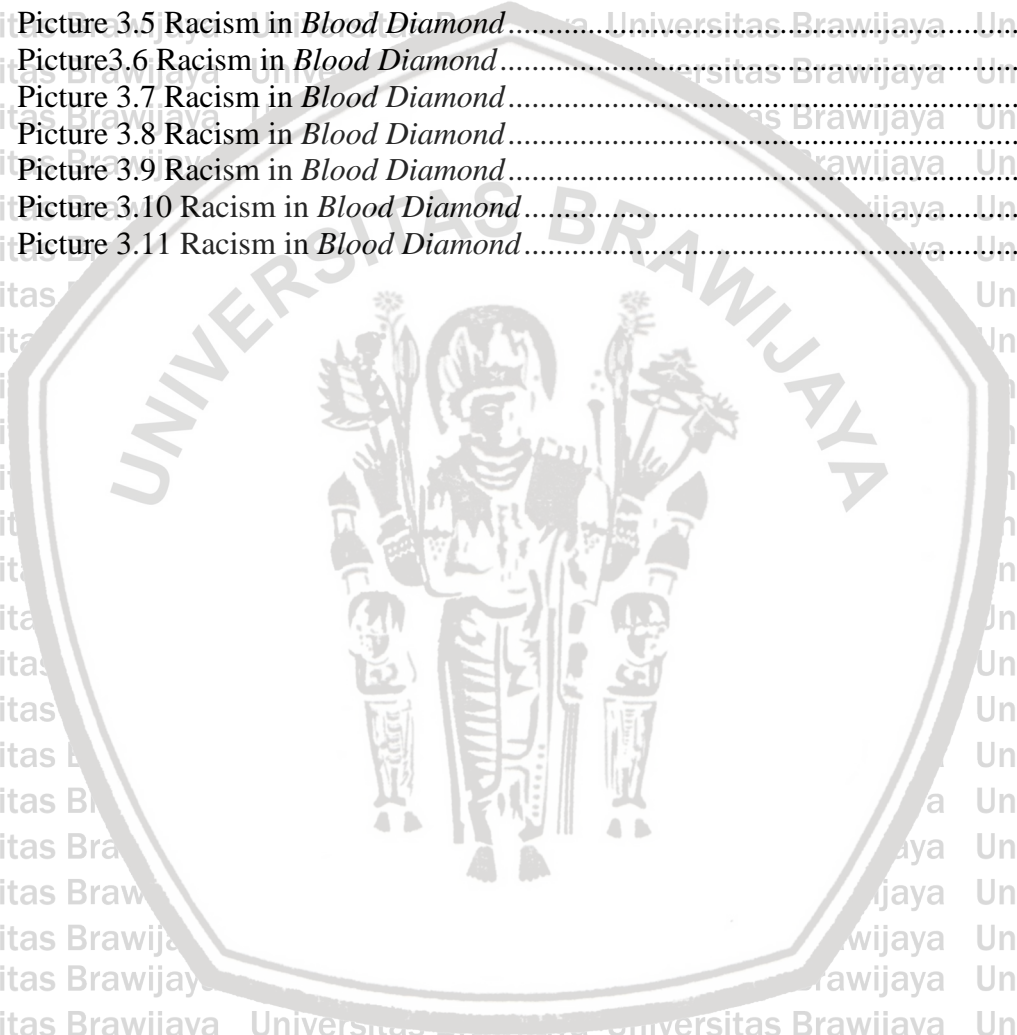 Picture 3.5 Racism in Blood Diamond
Picture3.6 Racism in Blood Diamond
Picture 3.7 Racism in Blood Diamond
Picture 3.8 Racism in Blood Diamond
Picture 3.9 Racism in Blood Diamond
Picture 3.10 Racism in Blood Diamond
Picture 3.11 Racism in Blood Diamond
UNIVERSITAS BRAWIJAYA